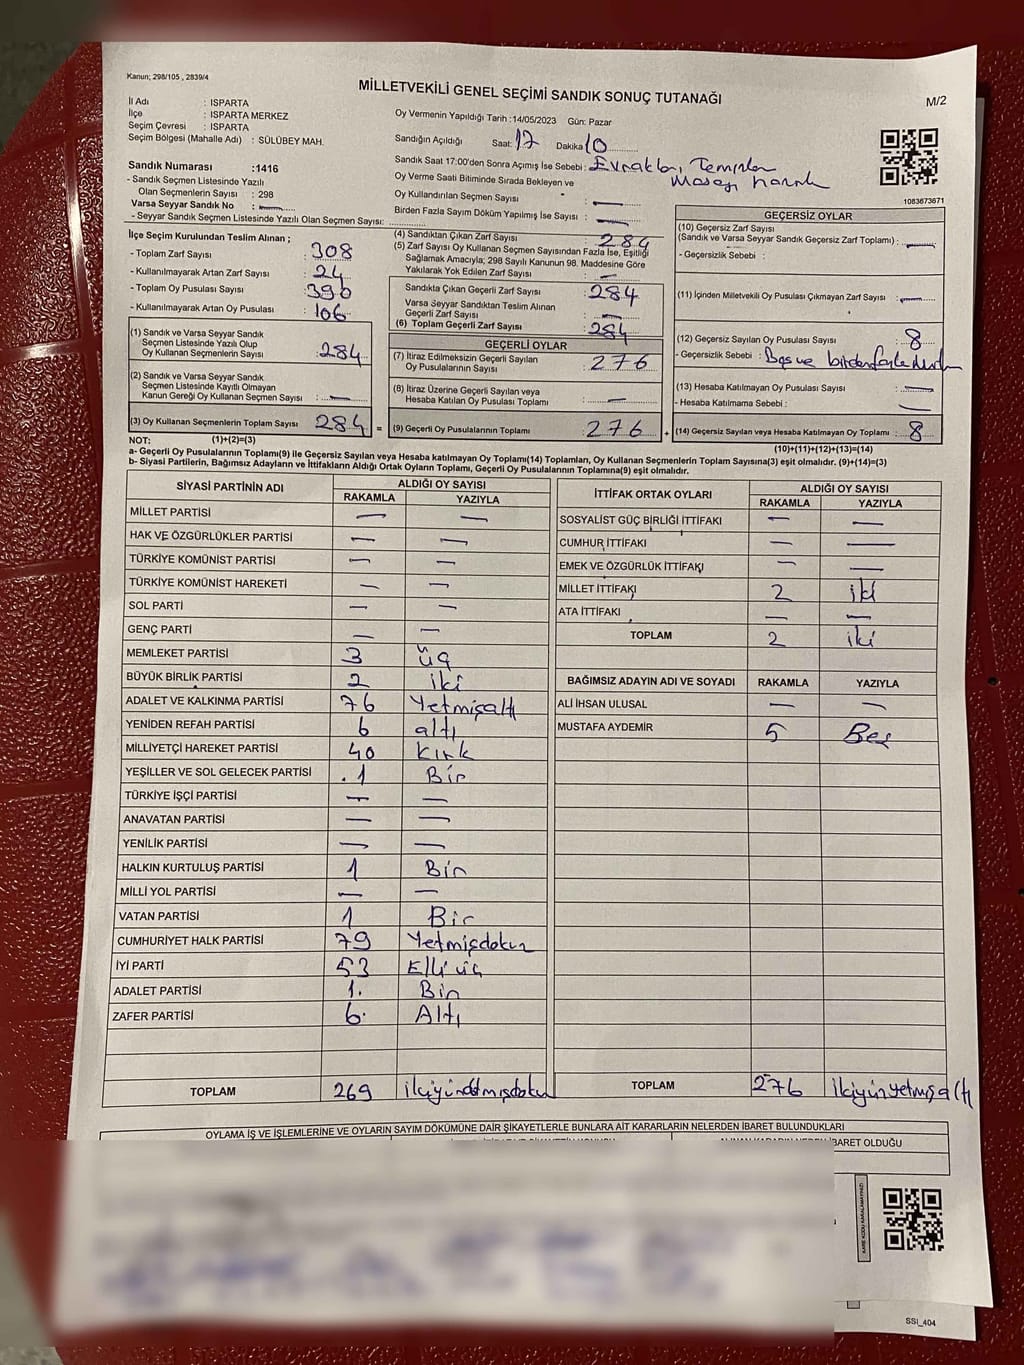 Kanun; 298/105 , 2839/4
MİLLETVEKİLİ GENEL SEÇİMİ SANDIK SONUÇ TUTANAĞI
M/2
İl Adı : ISPARTA
İlçe : ISPARTA MERKEZ
Seçim Çevresi : ISPARTA
Seçim Bölgesi (Mahalle Adı) : SÜLÜBEY MAH.
Sandık Numarası :1416
- Sandık Seçmen Listesinde Yazılı
Olan Seçmenlerin Sayısı : 298
Varsa Seyyar Sandık No : —
- Seyyar Sandık Seçmen Listesinde Yazılı Olan Seçmen Sayısı:
Oy Vermenin Yapıldığı Tarih :14/05/2023 Gün: Pazar
Sandığın Açıldığı Saat: 17 Dakika 10
Sandık Saat 17:00'den Sonra Açımış İse Sebebi : Evrakları Temizden
Masayı hazırlı
Oy Verme Saati Bitiminde Sırada Bekleyen ve
Oy Kullandırılan Seçmen Sayısı : —
Birden Fazla Sayım Döküm Yapılmış İse Sayısı : —
1083673671
İlçe Seçim Kurulundan Teslim Alınan ;
- Toplam Zarf Sayısı : 308
- Kullanılmayarak Artan Zarf Sayısı : 24
- Toplam Oy Pusulası Sayısı : 390
- Kullanılmayarak Artan Oy Pusulası : 106
(1) Sandık ve Varsa Seyyar Sandık
Seçmen Listesinde Yazılı Olup
Oy Kullanan Seçmenlerin Sayısı : 284
(2) Sandık ve Varsa Seyyar Sandık
Seçmen Listesinde Kayıtlı Olmayan
Kanun Gereği Oy Kullanan Seçmen Sayısı : —
(3) Oy Kullanan Seçmenlerin Toplam Sayısı 284 =
(4) Sandıktan Çıkan Zarf Sayısı : 284
(5) Zarf Sayısı Oy Kullanan Seçmen Sayısından Fazla İse, Eşitliği
Sağlamak Amacıyla; 298 Sayılı Kanunun 98. Maddesine Göre
Yakılarak Yok Edilen Zarf Sayısı : —
Sandıkta Çıkan Geçerli Zarf Sayısı : 284
Varsa Seyyar Sandıktan Teslim Alınan
Geçerli Zarf Sayısı : —
(6) Toplam Geçerli Zarf Sayısı : 284
GEÇERLİ OYLAR
(7) İtiraz Edilmeksizin Geçerli Sayılan
Oy Pusulalarının Sayısı : 276
(8) İtiraz Üzerine Geçerli Sayılan veya
Hesaba Katılan Oy Pusulası Toplamı : —
(9) Geçerli Oy Pusulalarının Toplamı : 276 +
GEÇERSİZ OYLAR
(10) Geçersiz Zarf Sayısı
(Sandık ve Varsa Seyyar Sandık Geçersiz Zarf Toplamı) : —
- Geçersizlik Sebebi :
(11) İçinden Milletvekili Oy Pusulası Çıkmayan Zarf Sayısı : —
(12) Geçersiz Sayılan Oy Pusulası Sayısı : 8
- Geçersizlik Sebebi : Boş ve birden fazla
(13) Hesaba Katılmayan Oy Pusulası Sayısı : —
- Hesaba Katılmama Sebebi : —
(14) Geçersiz Sayılan veya Hesaba Katılmayan Oy Toplamı : 8
NOT: (1)+(2)=(3)
(10)+(11)+(12)+(13)=(14)
a- Geçerli Oy Pusulalarının Toplamı(9) ile Geçersiz Sayılan veya Hesaba katılmayan Oy Toplamı(14) Toplamları, Oy Kullanan Seçmenlerin Toplam Sayısına(3) eşit olmalıdır. (9)+(14)=(3)
b- Siyasi Partilerin, Bağımsız Adayların ve İttifakların Aldığı Ortak Oyların Toplamı, Geçerli Oy Pusulalarının Toplamına(9) eşit olmalıdır.
SİYASİ PARTİNİN ADI ALDIĞI OY SAYISI
RAKAMLA YAZIYLA
MİLLET PARTİSİ — —
HAK VE ÖZGÜRLÜKLER PARTİSİ — —
TÜRKİYE KOMÜNİST PARTİSİ — —
TÜRKİYE KOMÜNİST HAREKETİ — —
SOL PARTİ — —
GENÇ PARTİ — —
MEMLEKET PARTİSİ 3 üç
BÜYÜK BİRLİK PARTİSİ 2 iki
ADALET VE KALKINMA PARTİSİ 76 Yetmişaltı
YENİDEN REFAH PARTİSİ 6 altı
MİLLİYETÇİ HAREKET PARTİSİ 40 Kırk
YEŞİLLER VE SOL GELECEK PARTİSİ 1 Bir
TÜRKİYE İŞÇİ PARTİSİ — —
ANAVATAN PARTİSİ — —
YENİLİK PARTİSİ — —
HALKIN KURTULUŞ PARTİSİ 1 Bir
MİLLİ YOL PARTİSİ — —
VATAN PARTİSİ 1 Bir
CUMHURİYET HALK PARTİSİ 79 Yetmişdokuz
İYİ PARTİ 53 Elli üç
ADALET PARTİSİ 1. Bir
ZAFER PARTİSİ 6. Altı
TOPLAM 269 ikiyüzatmışdokuz
İTTİFAK ORTAK OYLARI ALDIĞI OY SAYISI
RAKAMLA YAZIYLA
SOSYALİST GÜÇ BİRLİĞİ İTTİFAKI — —
CUMHUR İTTİFAKI — —
EMEK VE ÖZGÜRLÜK İTTİFAKI — —
MİLLET İTTİFAKI 2 iki
ATA İTTİFAKI — —
TOPLAM 2 iki
BAĞIMSIZ ADAYIN ADI VE SOYADI RAKAMLA YAZIYLA
ALİ İHSAN ULUSAL — —
MUSTAFA AYDEMİR 5 Beş
TOPLAM 276 ikiyüzyetmişaltı
OYLAMA İŞ VE İŞLEMLERİNE VE OYLARIN SAYIM DÖKÜMÜNE DAİR ŞİKAYETLERLE BUNLARA AİT KARARLARIN NELERDEN İBARET BULUNDUKLARI
İBARET OLDUĞU
SSİ_404